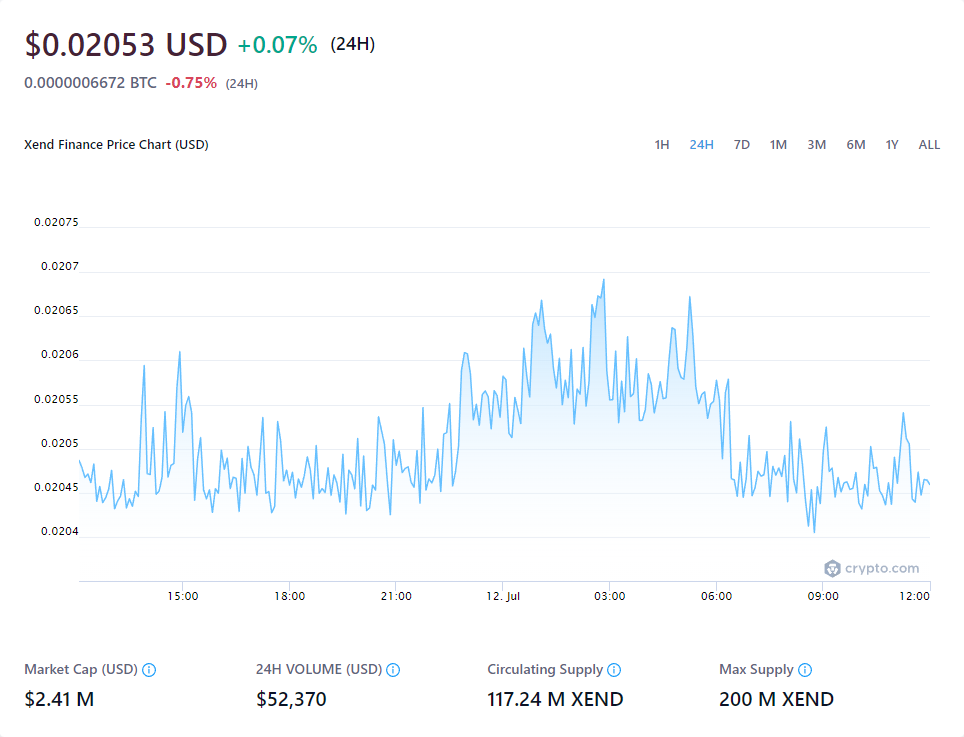 $0.02053 USD +0.07% (24H)
0.0000006672 BTC -0.75% (24H)
Xend Finance Price Chart (USD)
1H 24H 7D 1M 3M 6M 1Y ALL
0.02075
0.0207
0.02065
0.0206
0.02055
0.0205
0.02045
0.0204
crypto.com
15:00 18:00 21:00 12. Jul 03:00 06:00 09:00 12:00
Market Cap (USD) 24H VOLUME (USD) Circulating Supply Max Supply
$2.41 M $52,370 117.24 M XEND 200 M XEND